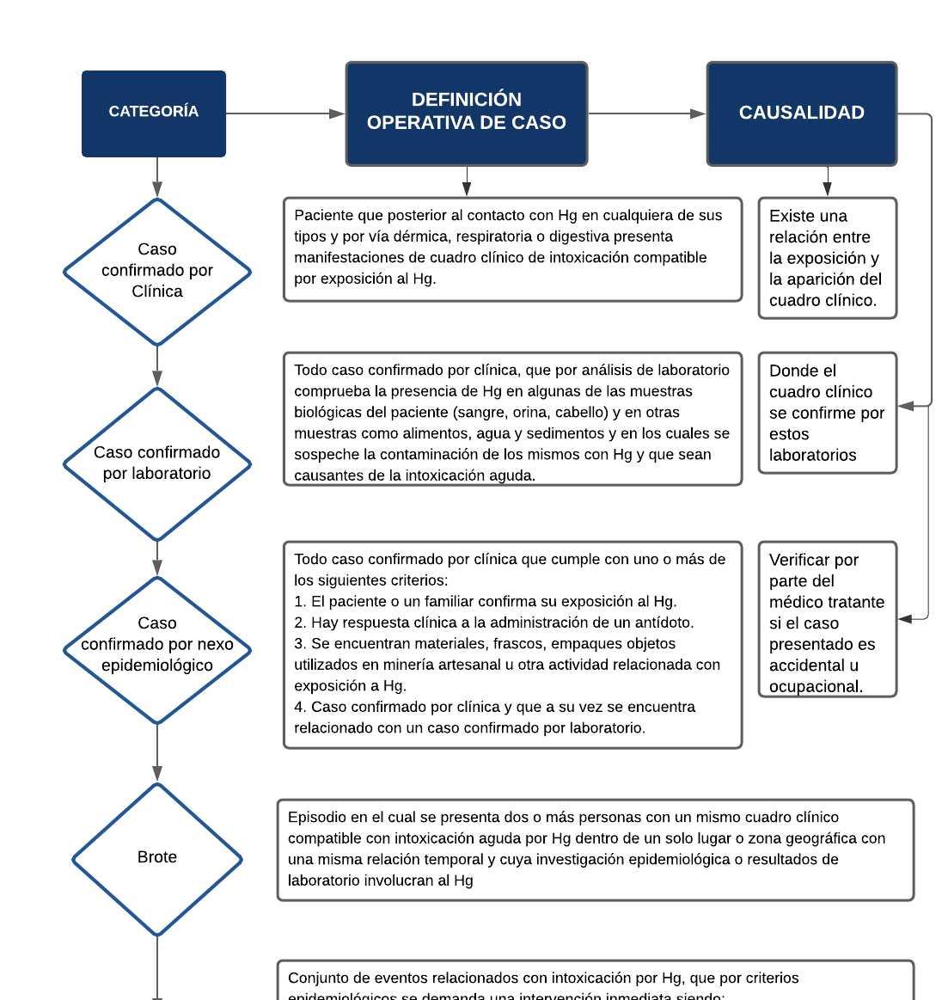 CATEGORÍA
DEFINICIÓN
OPERATIVA DE CASO
CAUSALIDAD
Caso
confirmado por
Clínica
Paciente que posterior al contacto con Hg en cualquiera de sus
tipos y por vía dérmica, respiratoria o digestiva presenta
manifestaciones de cuadro clínico de intoxicación compatible
por exposición al Hg.
Existe una
relación entre
la exposición y
la aparición del
cuadro clínico.
Caso confirmado
por laboratorio
Todo caso confirmado por clínica, que por análisis de laboratorio
comprueba la presencia de Hg en algunas de las muestras
biológicas del paciente (sangre, orina, cabello) y en otras
muestras como alimentos, agua y sedimentos y en los cuales se
sospeche la contaminación de los mismos con Hg y que sean
causantes de la intoxicación aguda.
Donde el
cuadro clínico
se confirme por
estos
laboratorios
Caso
confirmado por nexo
epidemiológico
Todo caso confirmado por clínica que cumple con uno o más de
los siguientes criterios:
1. El paciente o un familiar confirma su exposición al Hg.
2. Hay respuesta clínica a la administración de un antídoto.
3. Se encuentran materiales, frascos, empaques objetos
utilizados en minería artesanal u otra actividad relacionada con
exposición a Hg.
4. Caso confirmado por clínica y que a su vez se encuentra
relacionado con un caso confirmado por laboratorio.
Verificar por
parte del
médico tratante
si el caso
presentado es
accidental u
ocupacional.
Brote
Episodio en el cual se presenta dos o más personas con un mismo cuadro clínico
compatible con intoxicación aguda por Hg dentro de un solo lugar o zona geográfica con
una misma relación temporal y cuya investigación epidemiológica o resultados de
laboratorio involucran al Hg
Conjunto de eventos relacionados con intoxicación por Hg, que por criterios
epidemiológicos se demanda una intervención inmediata siendo: